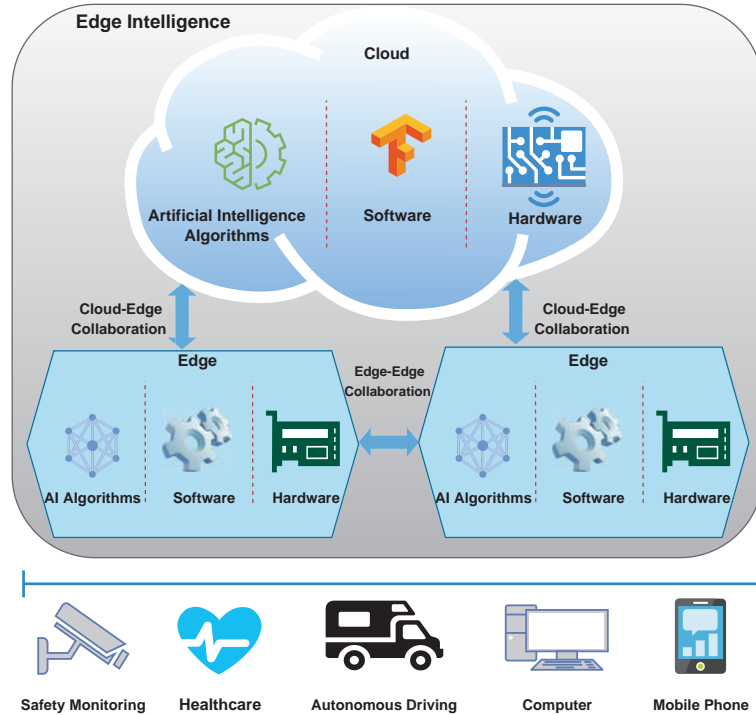 Edge Intelligence
Cloud
Artificial Intelligence
Algorithms
Software
Hardware
Cloud-Edge
Collaboration
Cloud-Edge
Collaboration
Edge
AI Algorithms
Software
Hardware
Edge-Edge
Collaboration
Edge
AI Algorithms
Software
Hardware
Safety Monitoring
Healthcare
Autonomous Driving
Computer
Mobile Phone